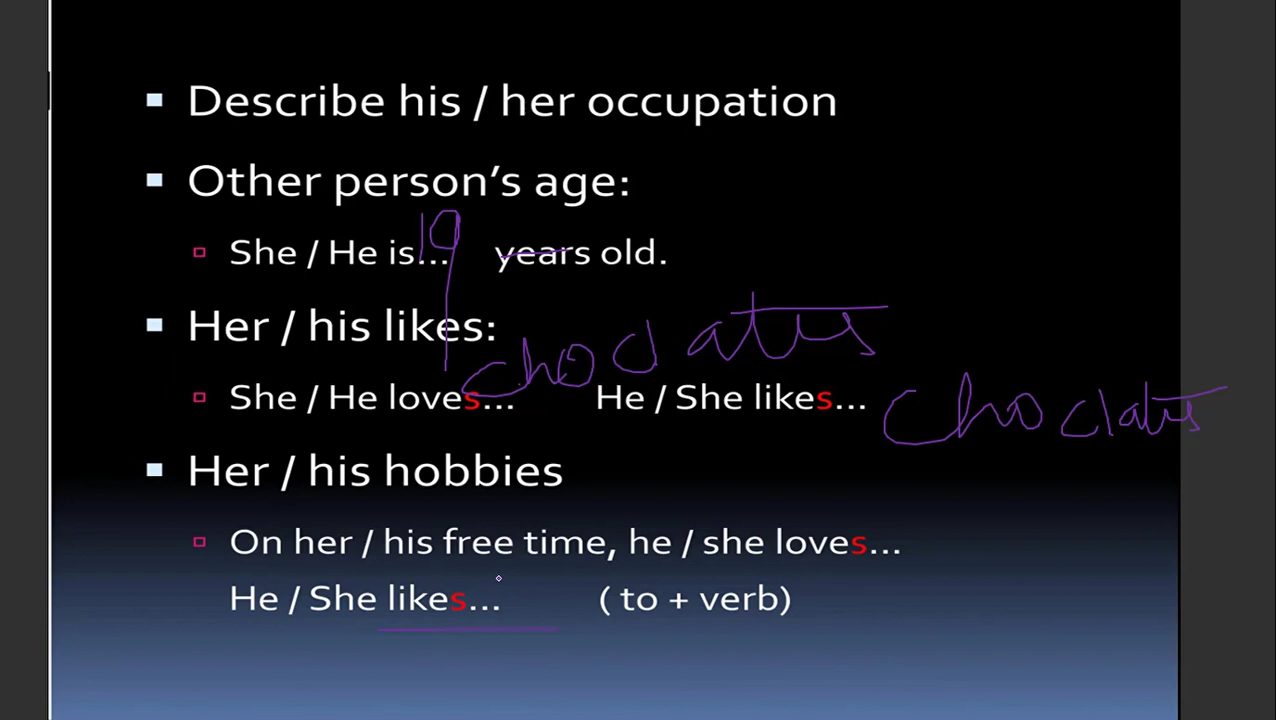 Describe his / her occupation
Other person's age:
She / He is... 19 years old.
Her / his likes:
She / He loves... choclates He / She likes... choclates
Her / his hobbies
On her / his free time, he / she loves...
He / She likes... ( to + verb)